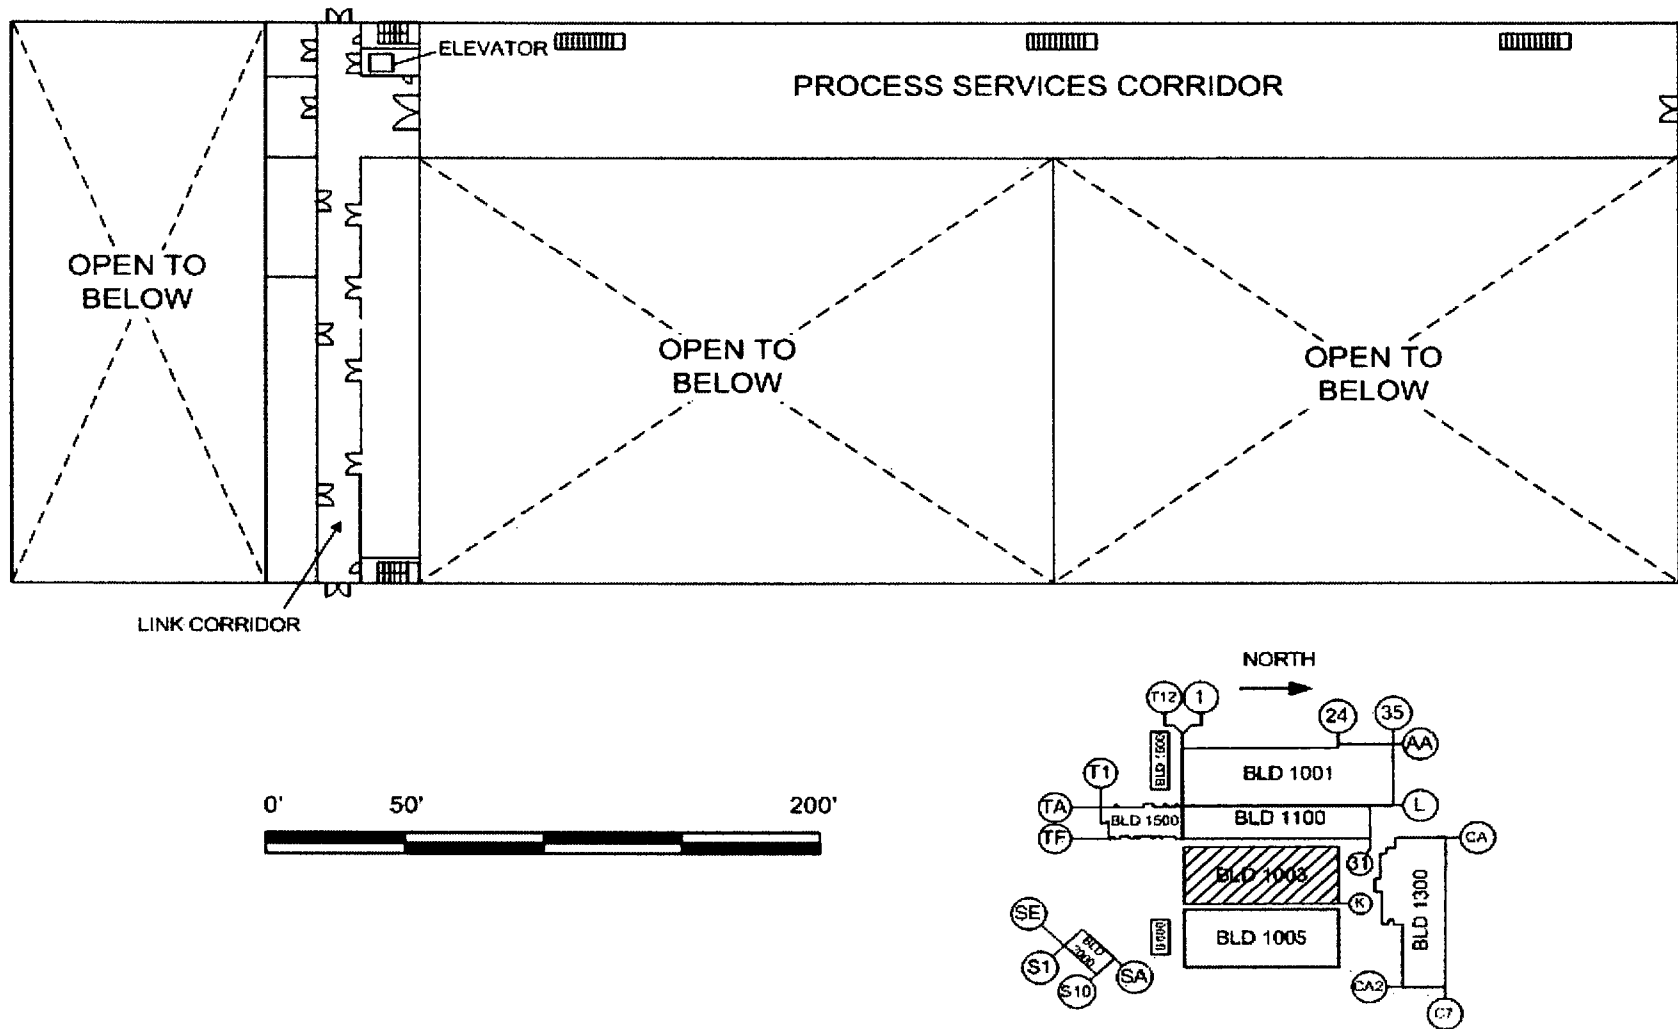 ELEVATOR
PROCESS SERVICES CORRIDOR
OPEN TO
BELOW
OPEN TO
BELOW
OPEN TO
BELOW
LINK CORRIDOR
NORTH
T12
1
24
35
AA
BLD 1001
T1
0'
50'
200'
TA
L
BLD 1500
BLD 1100
TF
CA
31
BLD 1003
K
BLD 1300
SE
BLD
2000
BLD 1005
S1
SA
S10
CA2
C7